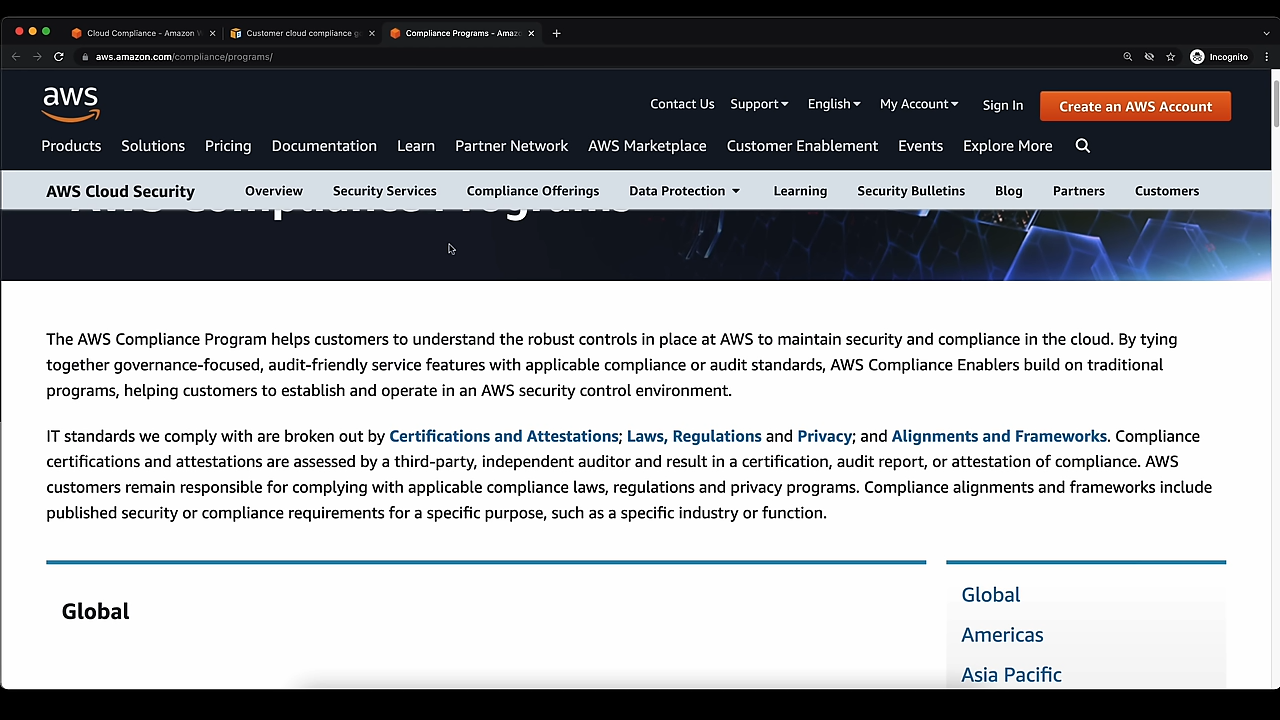 Cloud Compliance - Amazon W
Customer cloud compliance g
Compliance Programs - Amaz
aws.amazon.com/compliance/programs/
Incognito
aws
Contact Us Support English My Account Sign In Create an AWS Account
Products Solutions Pricing Documentation Learn Partner Network AWS Marketplace Customer Enablement Events Explore More
AWS Cloud Security Overview Security Services Compliance Offerings Data Protection Learning Security Bulletins Blog Partners Customers
AWS Compliance Programs
The AWS Compliance Program helps customers to understand the robust controls in place at AWS to maintain security and compliance in the cloud. By tying
together governance-focused, audit-friendly service features with applicable compliance or audit standards, AWS Compliance Enablers build on traditional
programs, helping customers to establish and operate in an AWS security control environment.
IT standards we comply with are broken out by Certifications and Attestations; Laws, Regulations and Privacy; and Alignments and Frameworks. Compliance
certifications and attestations are assessed by a third-party, independent auditor and result in a certification, audit report, or attestation of compliance. AWS
customers remain responsible for complying with applicable compliance laws, regulations and privacy programs. Compliance alignments and frameworks include
published security or compliance requirements for a specific purpose, such as a specific industry or function.
Global
Global
Americas
Asia Pacific